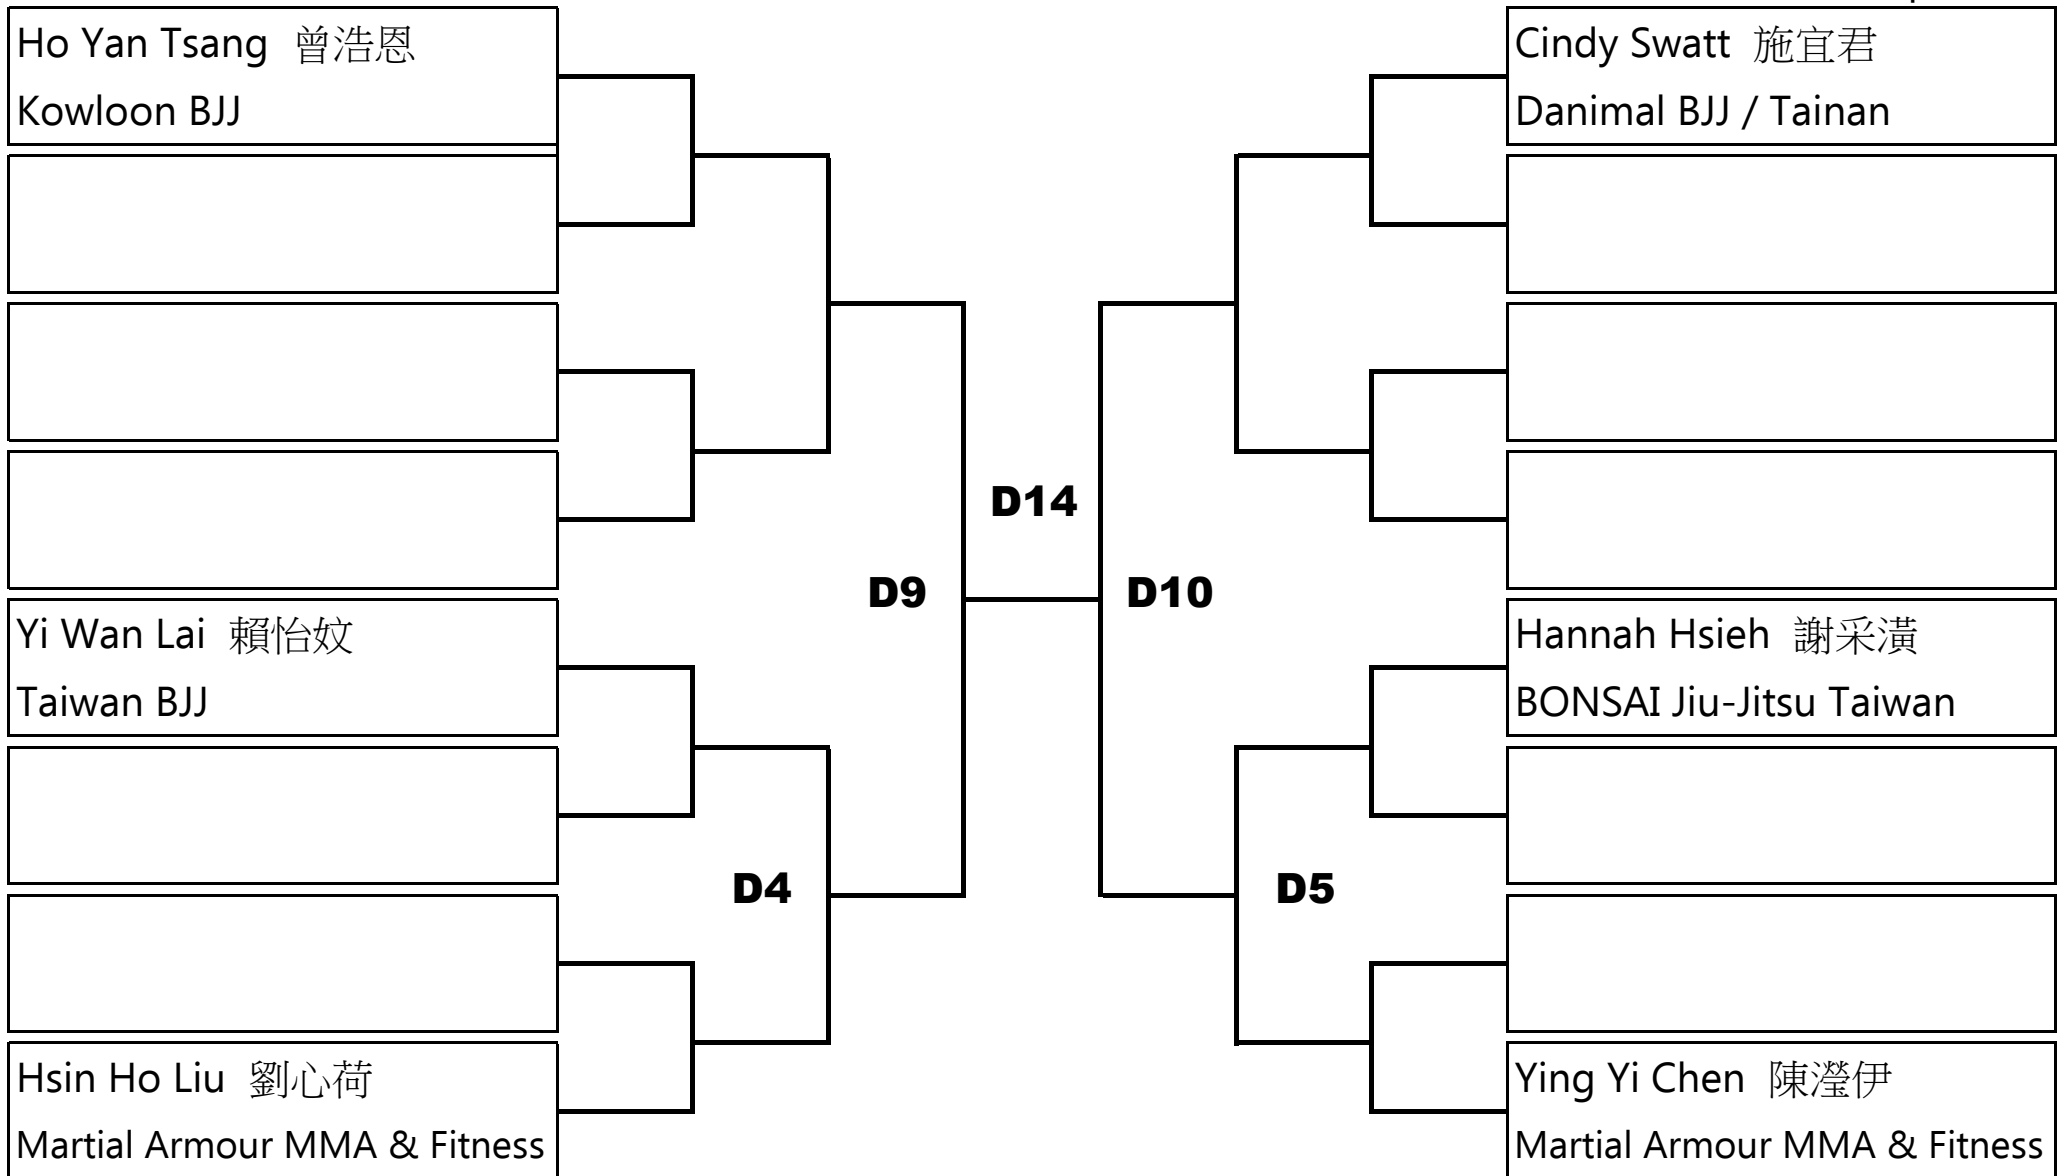 Ho Yan Tsang 曾浩恩
Kowloon BJJ
Cindy Swatt 施宜君
Danimal BJJ / Tainan
D14
D9
D10
Yi Wan Lai 賴怡妏
Taiwan BJJ
Hannah Hsieh 謝采潢
BONSAI Jiu-Jitsu Taiwan
D4
D5
Hsin Ho Liu 劉心荷
Martial Armour MMA & Fitness
Ying Yi Chen 陳瀅伊
Martial Armour MMA & Fitness